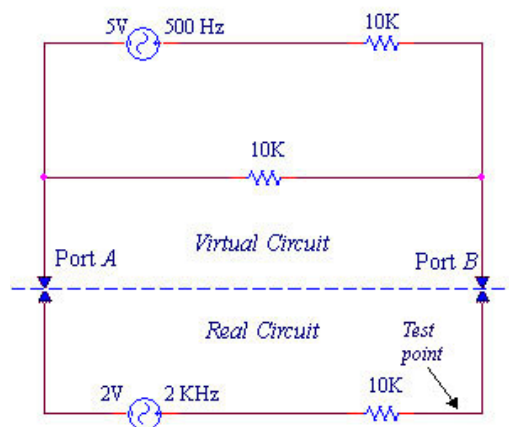 5V 500 Hz 10K
10K
Virtual Circuit
Port A Port B
Real Circuit
Test
point
2V 2 KHz 10K